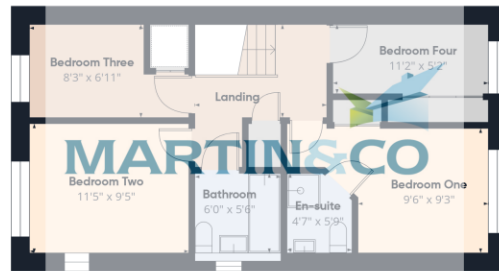 Bedroom Three
8'3" x 6'11"
Bedroom Four
11'2" x 5'2"
Landing
MARTIN&CO
Bedroom Two
11'5" x 9'5"
Bathroom
6'0" x 5'6"
En-suite
4'7" x 5'9"
Bedroom One
9'6" x 9'3"